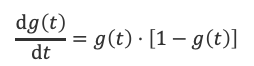 dg(t)/dt = g(t) · [1 − g(t)]